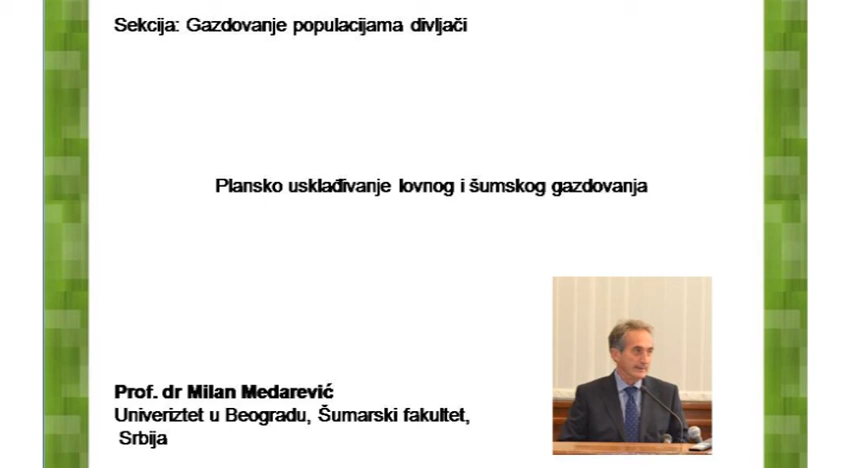 Sekcija: Gazdovanje populacijama divljači
Plansko usklađivanje lovnog i šumskog gazdovanja
Prof. dr Milan Medarević
Univeriztet u Beogradu, Šumarski fakultet,
Srbija